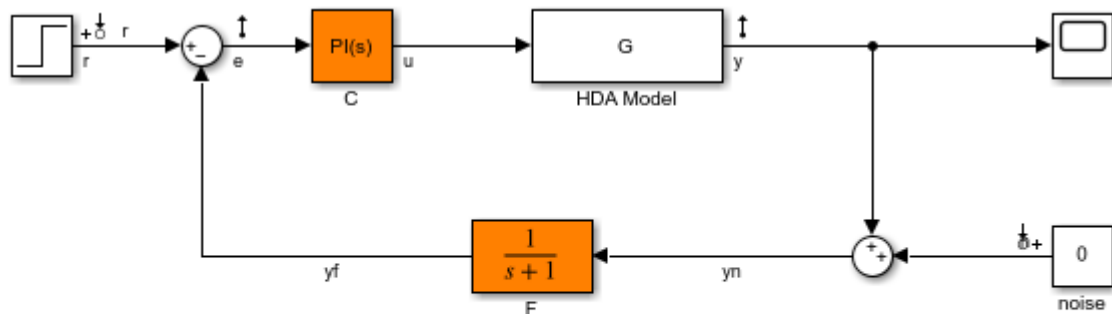 r
r
+
−
e
PI(s)
C
u
G
HDA Model
y
yf
1
s + 1
F
yn
+
+
0
noise